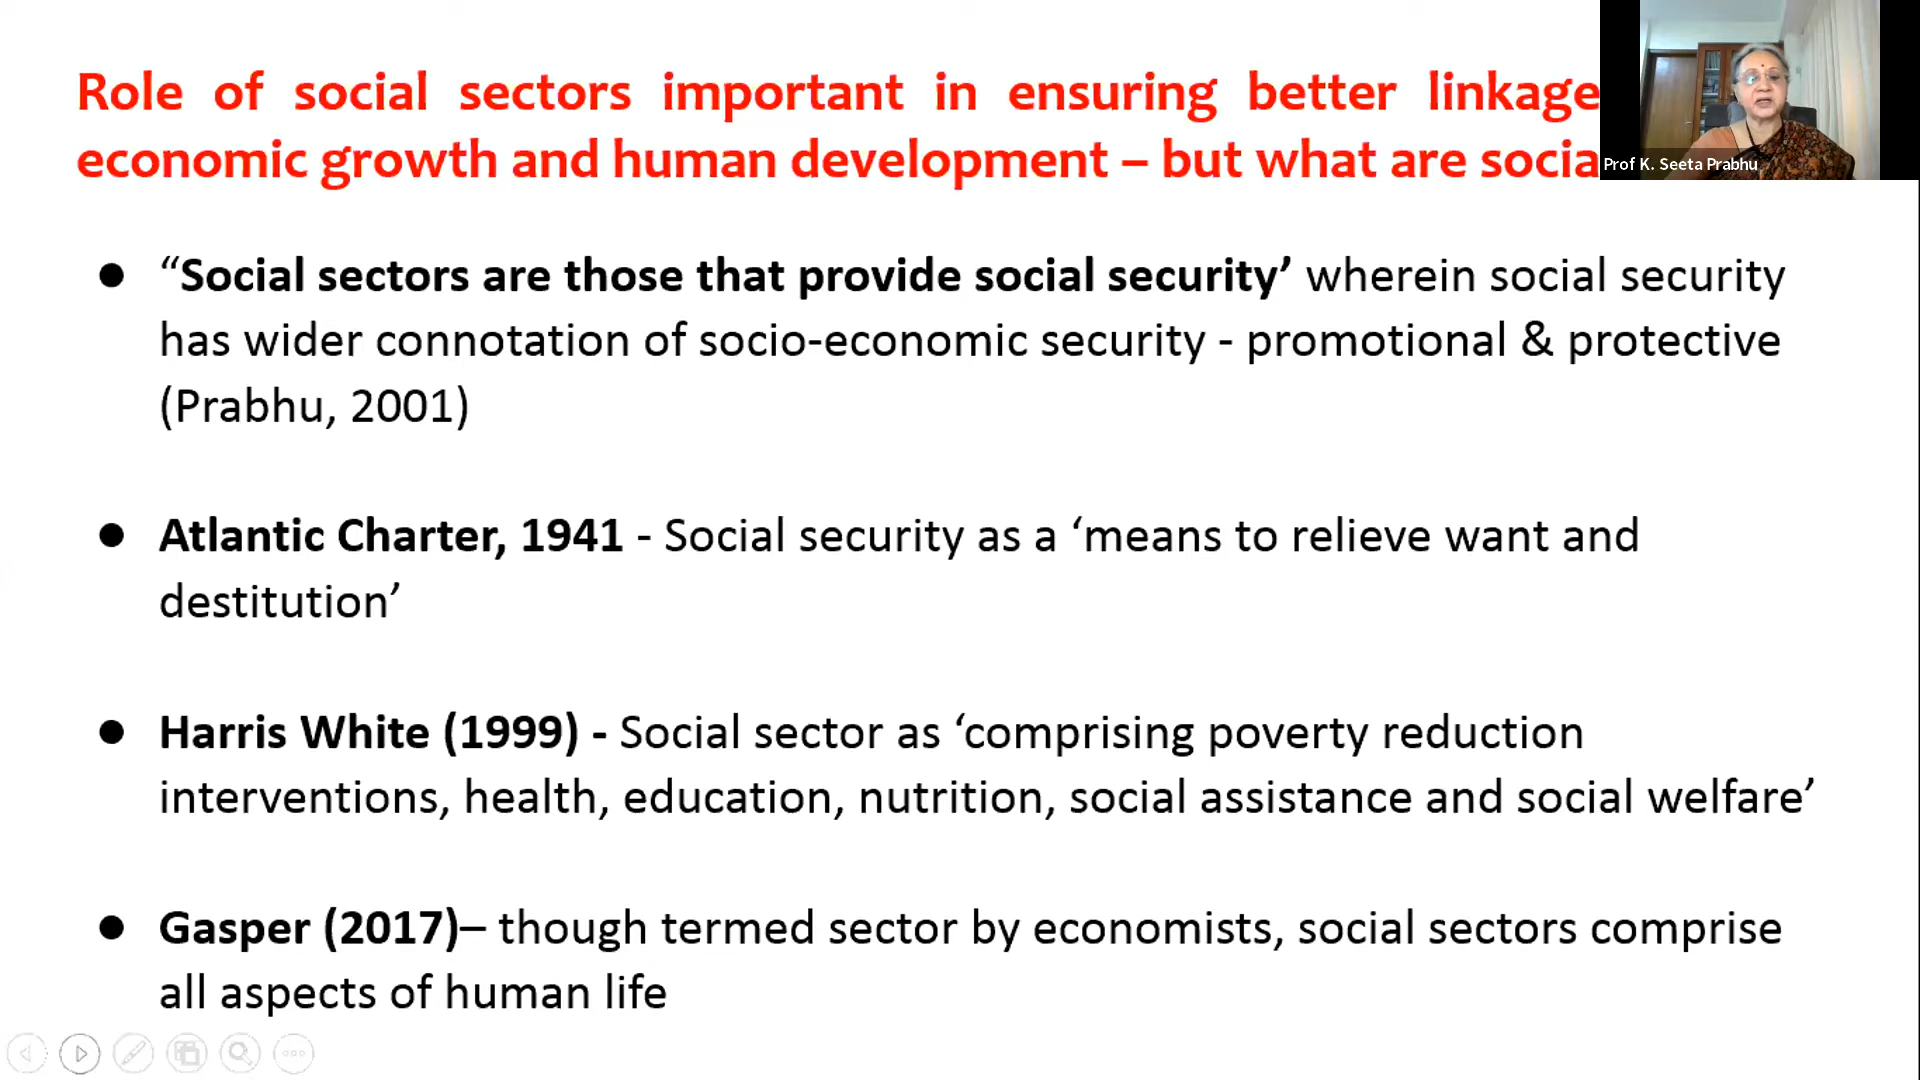 Role of social sectors important in ensuring better linkage
economic growth and human development – but what are socia
Prof K. Seeta Prabhu
● “Social sectors are those that provide social security’ wherein social security
has wider connotation of socio-economic security - promotional & protective
(Prabhu, 2001)
● Atlantic Charter, 1941 - Social security as a ‘means to relieve want and
destitution’
● Harris White (1999) - Social sector as ‘comprising poverty reduction
interventions, health, education, nutrition, social assistance and social welfare’
● Gasper (2017)– though termed sector by economists, social sectors comprise
all aspects of human life